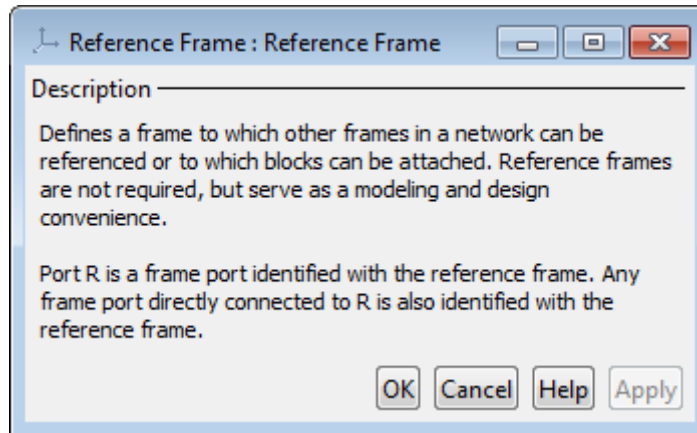 Reference Frame : Reference Frame
Description
Defines a frame to which other frames in a network can be
referenced or to which blocks can be attached. Reference frames
are not required, but serve as a modeling and design
convenience.
Port R is a frame port identified with the reference frame. Any
frame port directly connected to R is also identified with the
reference frame.
OK Cancel Help Apply